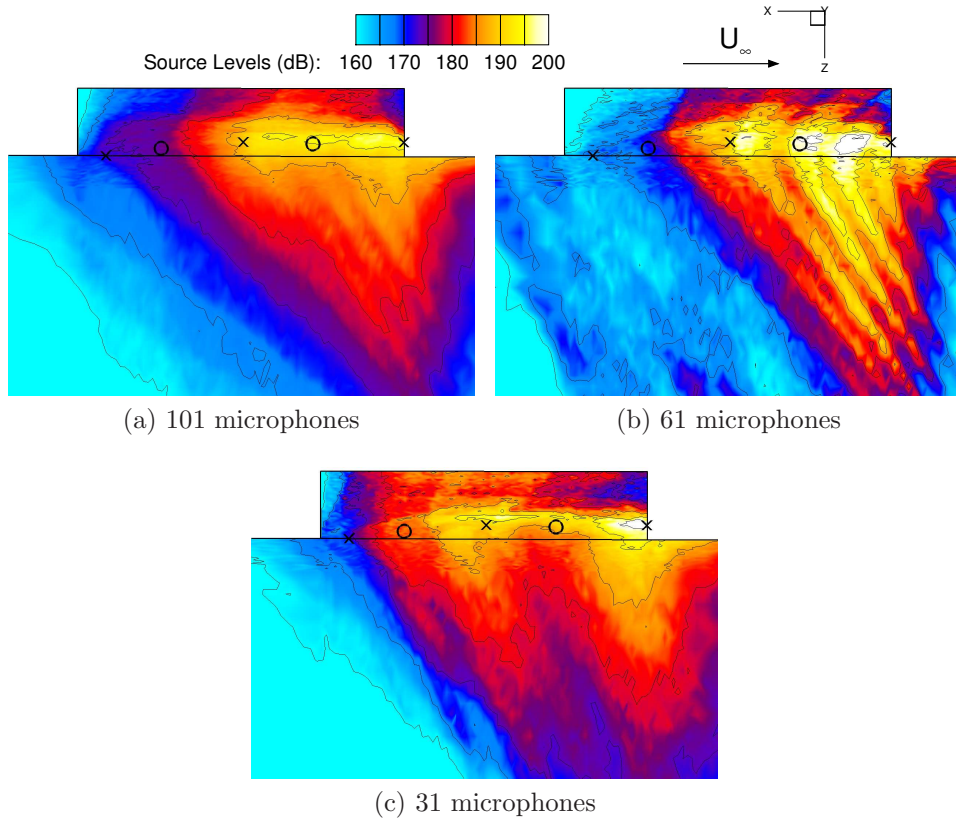 X Y
U∞
Z
Source Levels (dB): 160 170 180 190 200
(a) 101 microphones
(b) 61 microphones
(c) 31 microphones